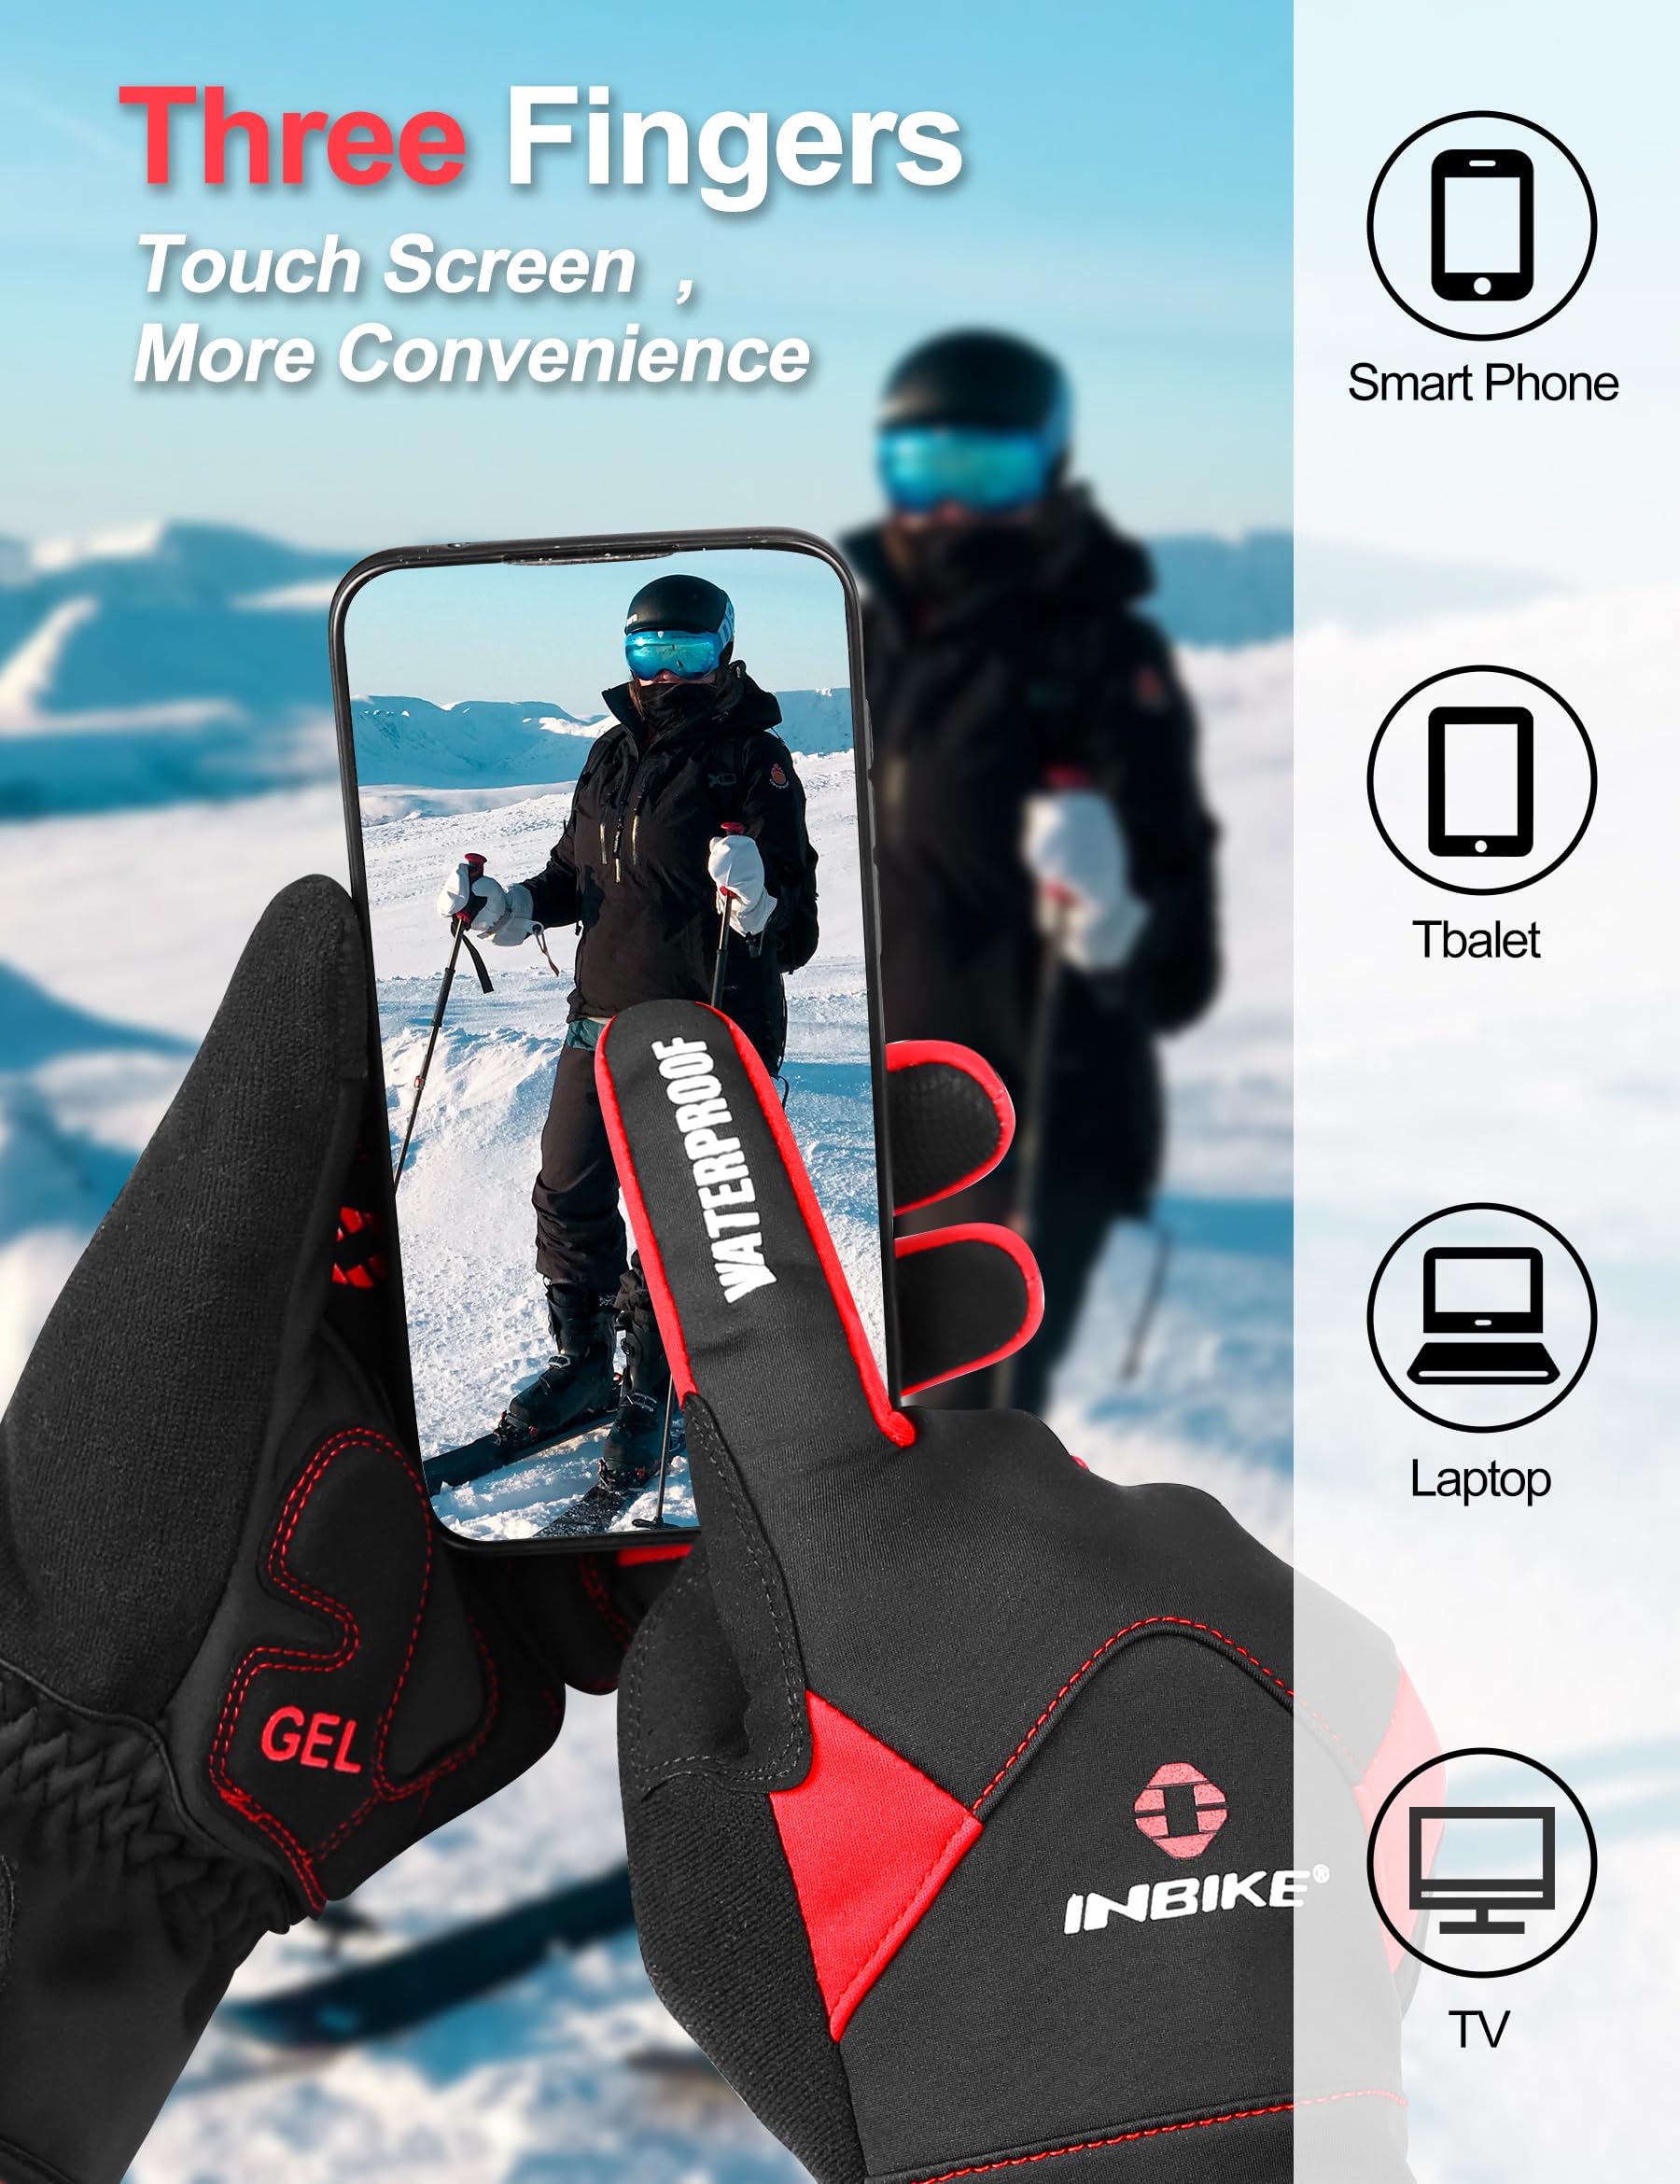 Three Fingers
Touch Screen ,
More Convenience
Smart Phone
Tbalet
Laptop
TV
WATERPROOF
GEL
INBIKE®